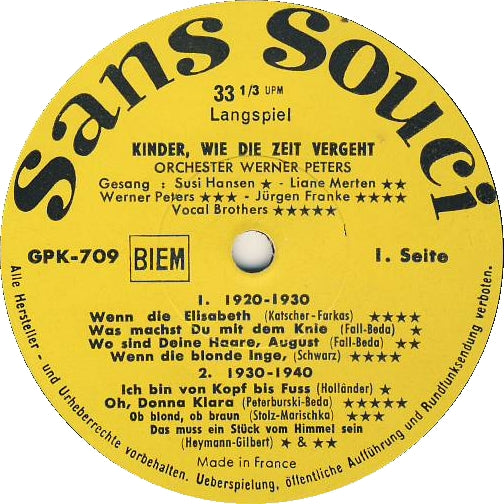 Sans Souci
33 1/3 UPM
Langspiel
KINDER, WIE DIE ZEIT VERGEHT
ORCHESTER WERNER PETERS
Gesang : Susi Hansen ★ - Liane Merten ★★
Werner Peters ★★★ - Jürgen Franke ★★★★
Vocal Brothers ★★★★★
GPK-709 BIEM 1. Seite
1. 1920-1930
Wenn die Elisabeth (Katscher-Farkas) ★★★★
Was machst Du mit dem Knie (Fall-Beda) ★
Wo sind Deine Haare, August (Fall-Beda) ★★
Wenn die blonde Inge, (Schwarz) ★★★★
2. 1930-1940
Ich bin von Kopf bis Fuss (Holländer) ★
Oh, Donna Klara (Peterburski-Beda) ★★★★★
Ob blond, ob braun (Stolz-Marischka) ★★★
Das muss ein Stück vom Himmel sein
(Heymann-Gilbert) ★ & ★★
Made in France
Alle Hersteller - und Urheberrechte vorbehalten. Ueberspielung, öffentliche Aufführung und Rundfunksendung verboten.